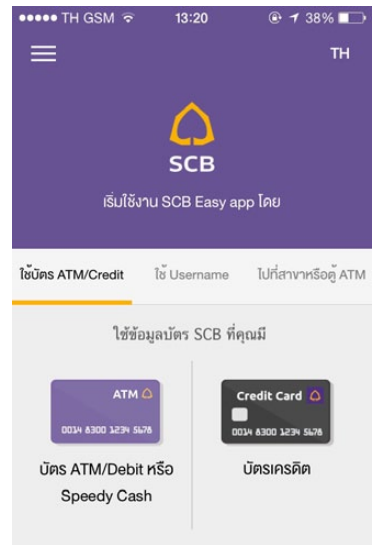 TH GSM 13:20 38%
TH
SCB
เริ่มใช้งาน SCB Easy app โดย
ใช้บัตร ATM/Credit ใช้ Username ไปที่สาขาหรือตู้ ATM
ใช้ข้อมูลบัตร SCB ที่คุณมี
ATM
0014 8300 1234 5678
Credit Card
0014 8300 1234 5678
บัตร ATM/Debit หรือ
Speedy Cash
บัตรเครดิต